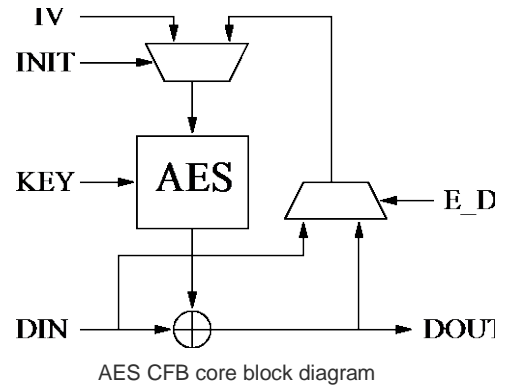 IV
INIT
KEY
AES
E_D
DIN
DOUT
AES CFB core block diagram